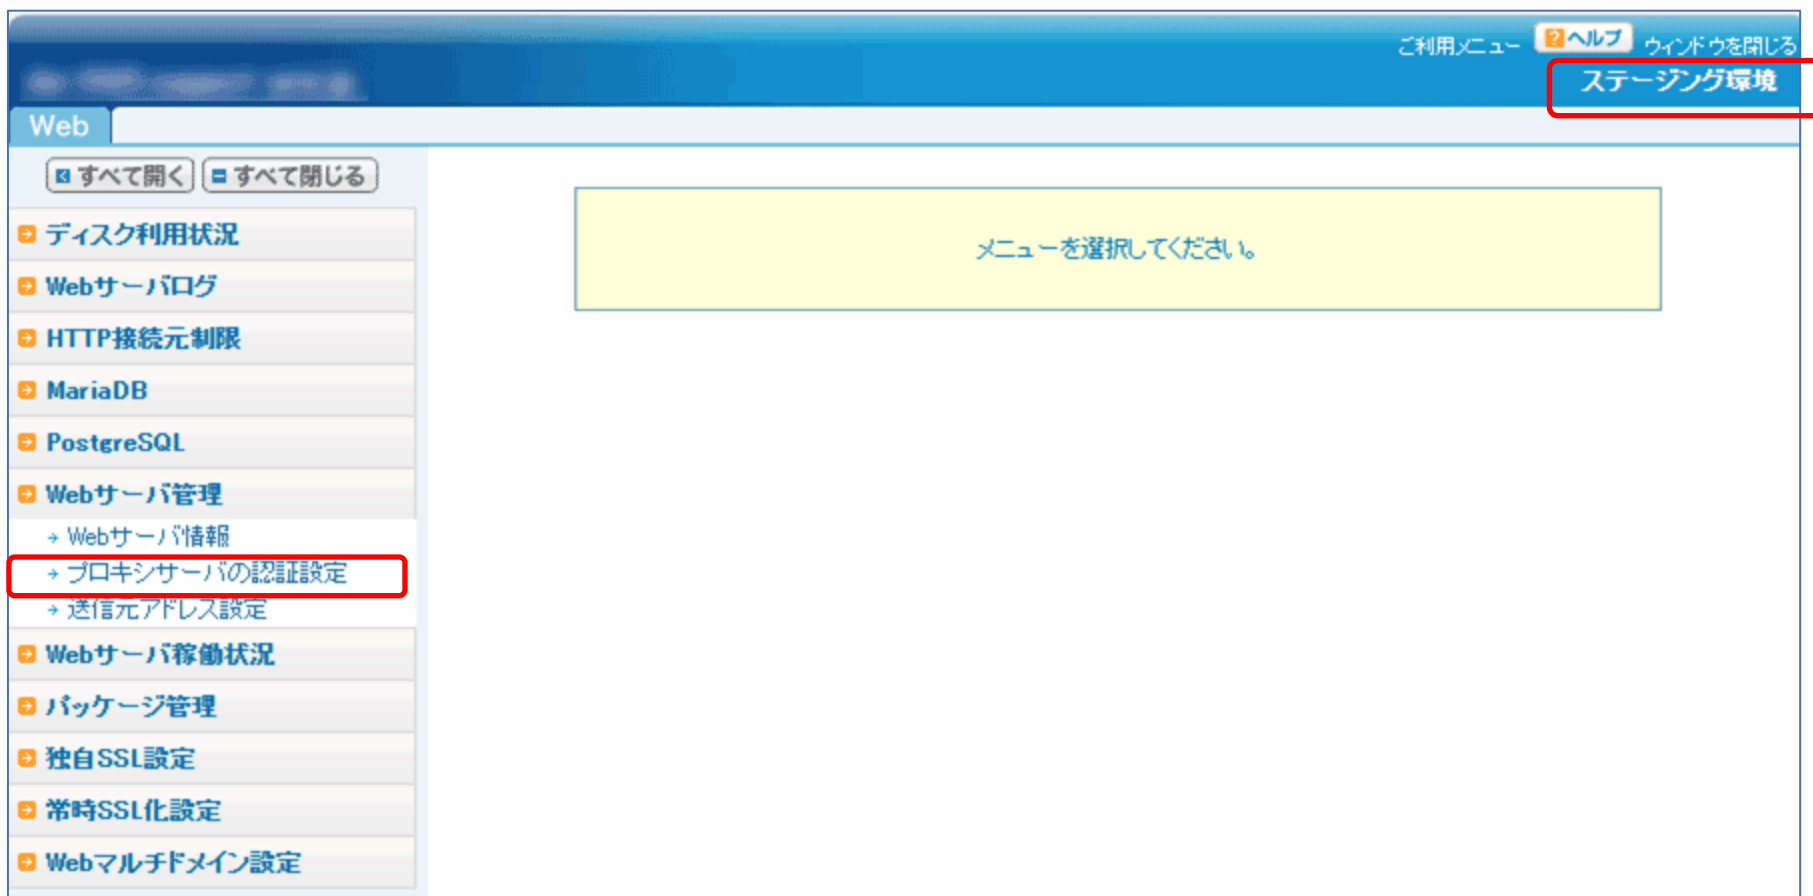 ご利用メニュー ヘルプ ウィンドウを閉じる
ステージング環境
Web
すべて開く すべて閉じる
ディスク利用状況
メニューを選択してください。
Webサーバログ
HTTP接続元制限
MariaDB
PostgreSQL
Webサーバ管理
Webサーバ情報
プロキシサーバの認証設定
送信元アドレス設定
Webサーバ稼働状況
パッケージ管理
独自SSL設定
常時SSL化設定
Webマルチドメイン設定